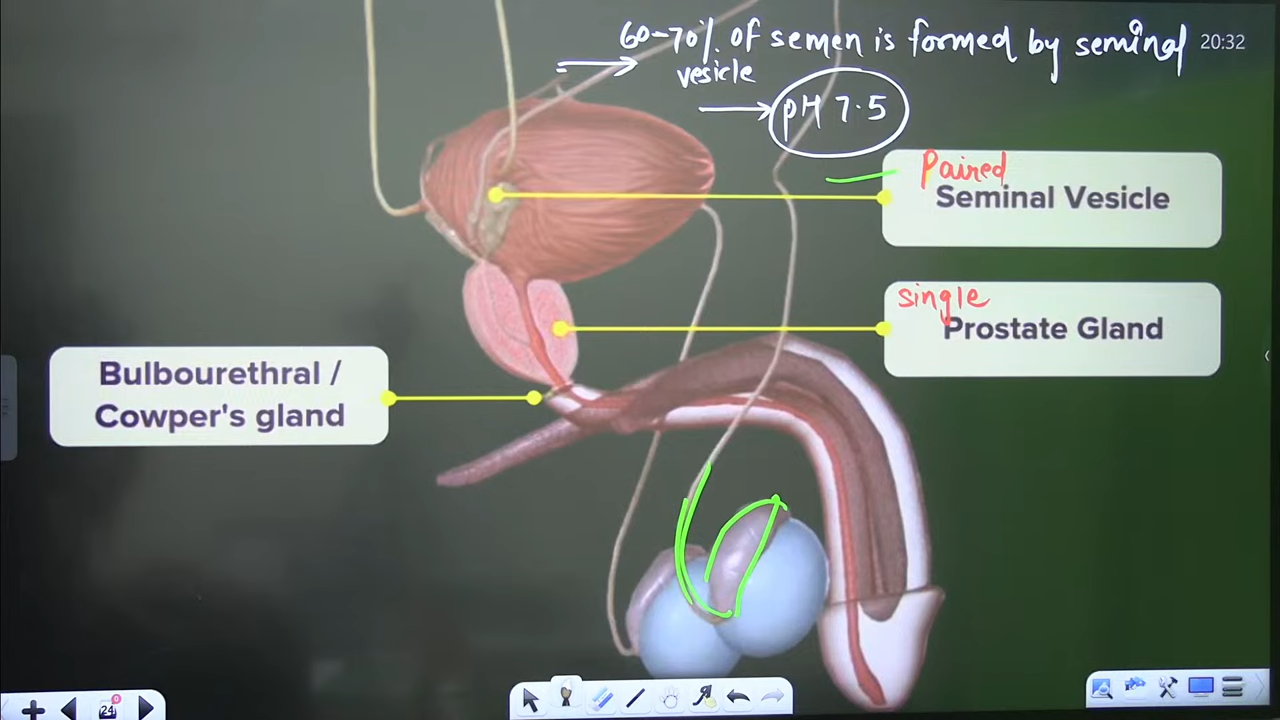 60-70% of semen is formed by seminal
20:32
vesicle
pH 7.5
Paired
Seminal Vesicle
single
Prostate Gland
Bulbourethral /
Cowper's gland
24
0